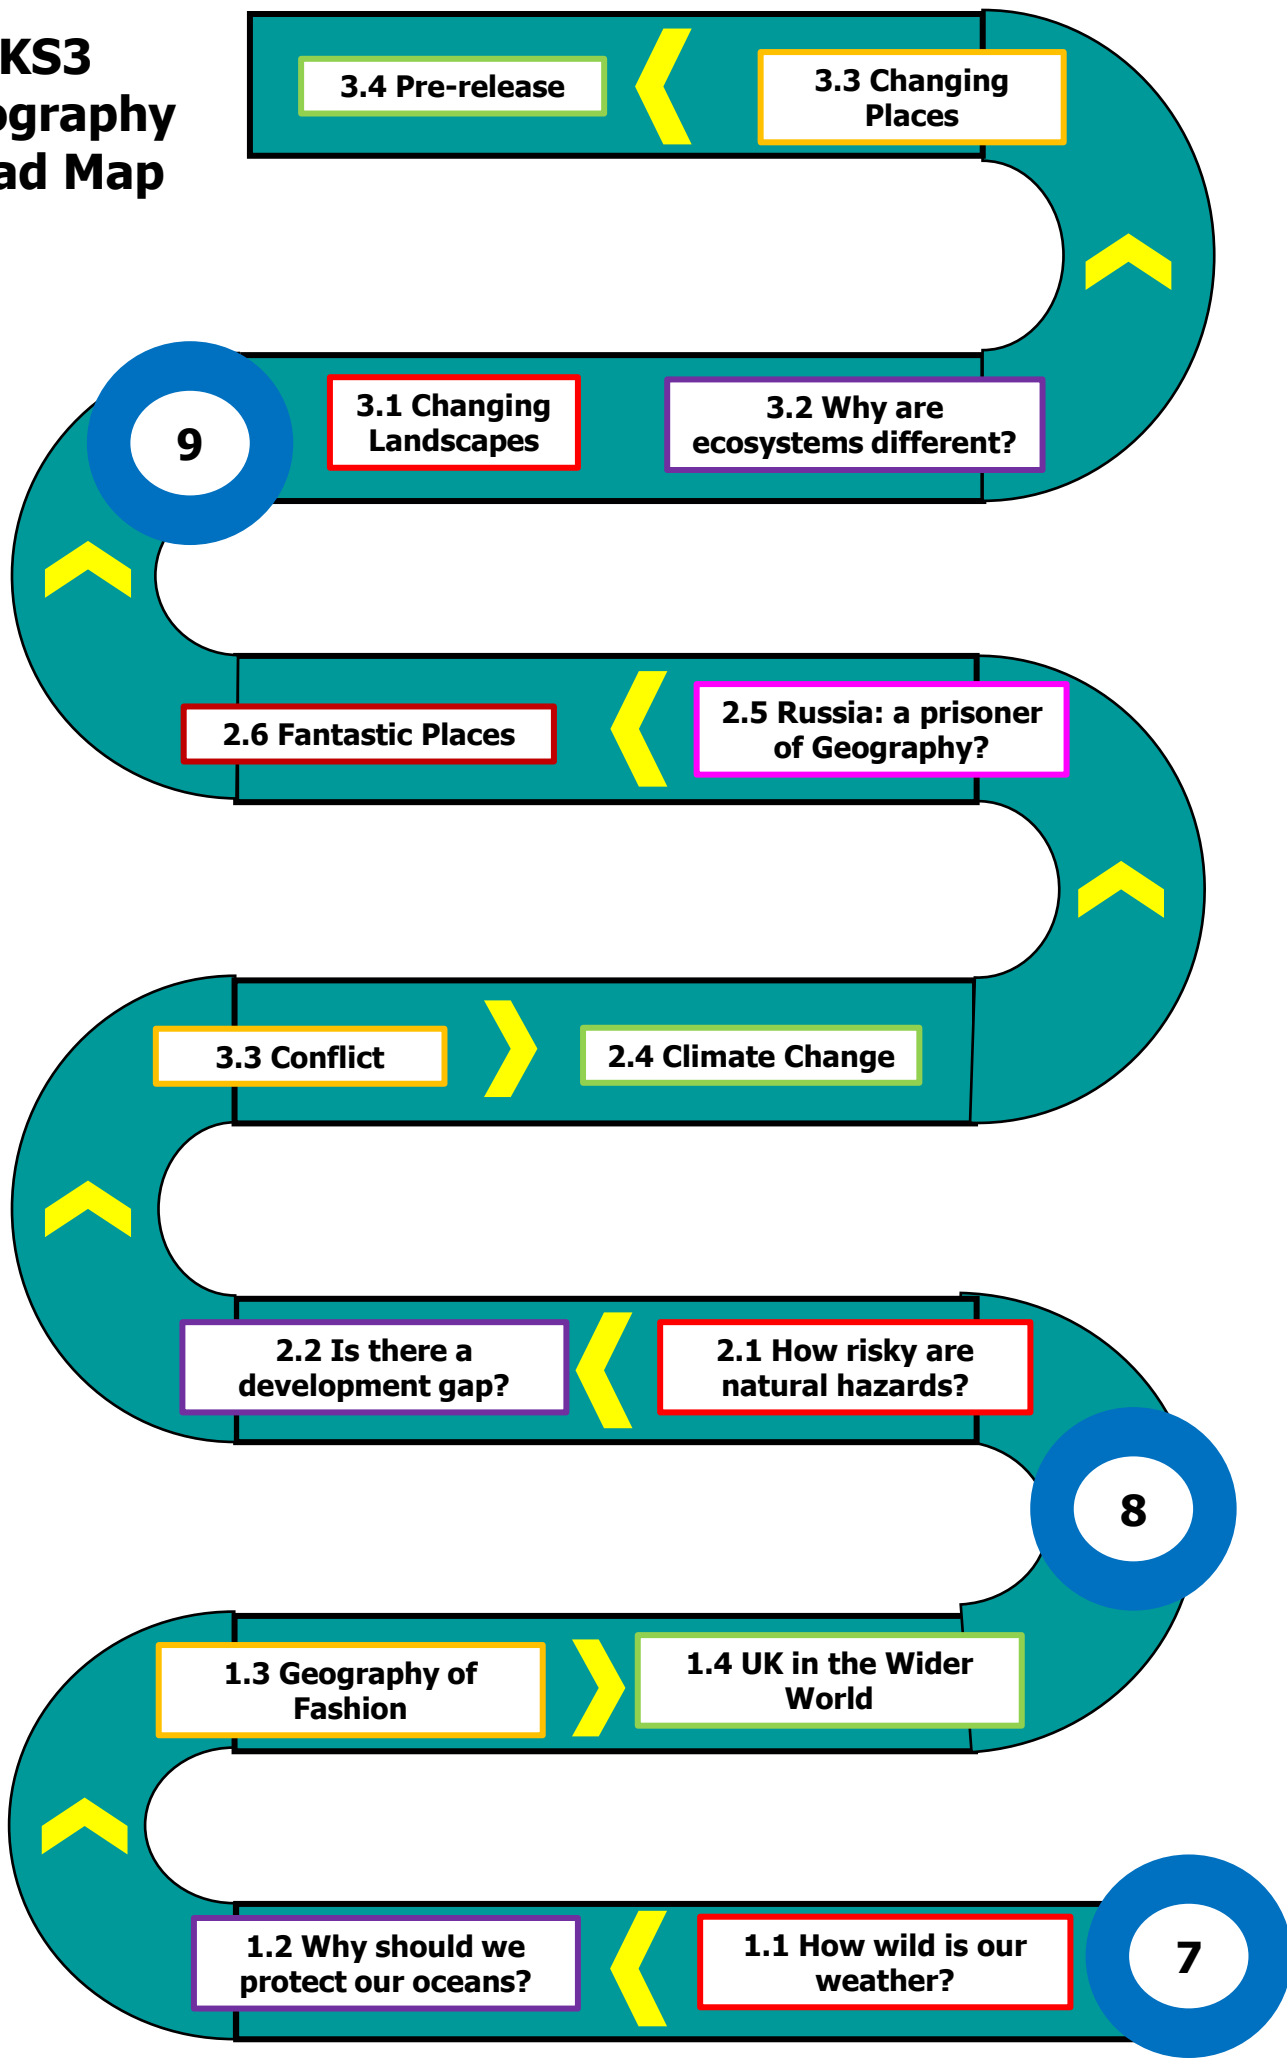 KS3
ography
ad Map
3.4 Pre-release
3.3 Changing
Places
3.1 Changing
Landscapes
3.2 Why are
ecosystems different?
9
2.6 Fantastic Places
2.5 Russia: a prisoner
of Geography?
3.3 Conflict
2.4 Climate Change
2.2 Is there a
development gap?
2.1 How risky are
natural hazards?
8
1.3 Geography of
Fashion
1.4 UK in the Wider
World
1.2 Why should we
protect our oceans?
1.1 How wild is our
weather?
7